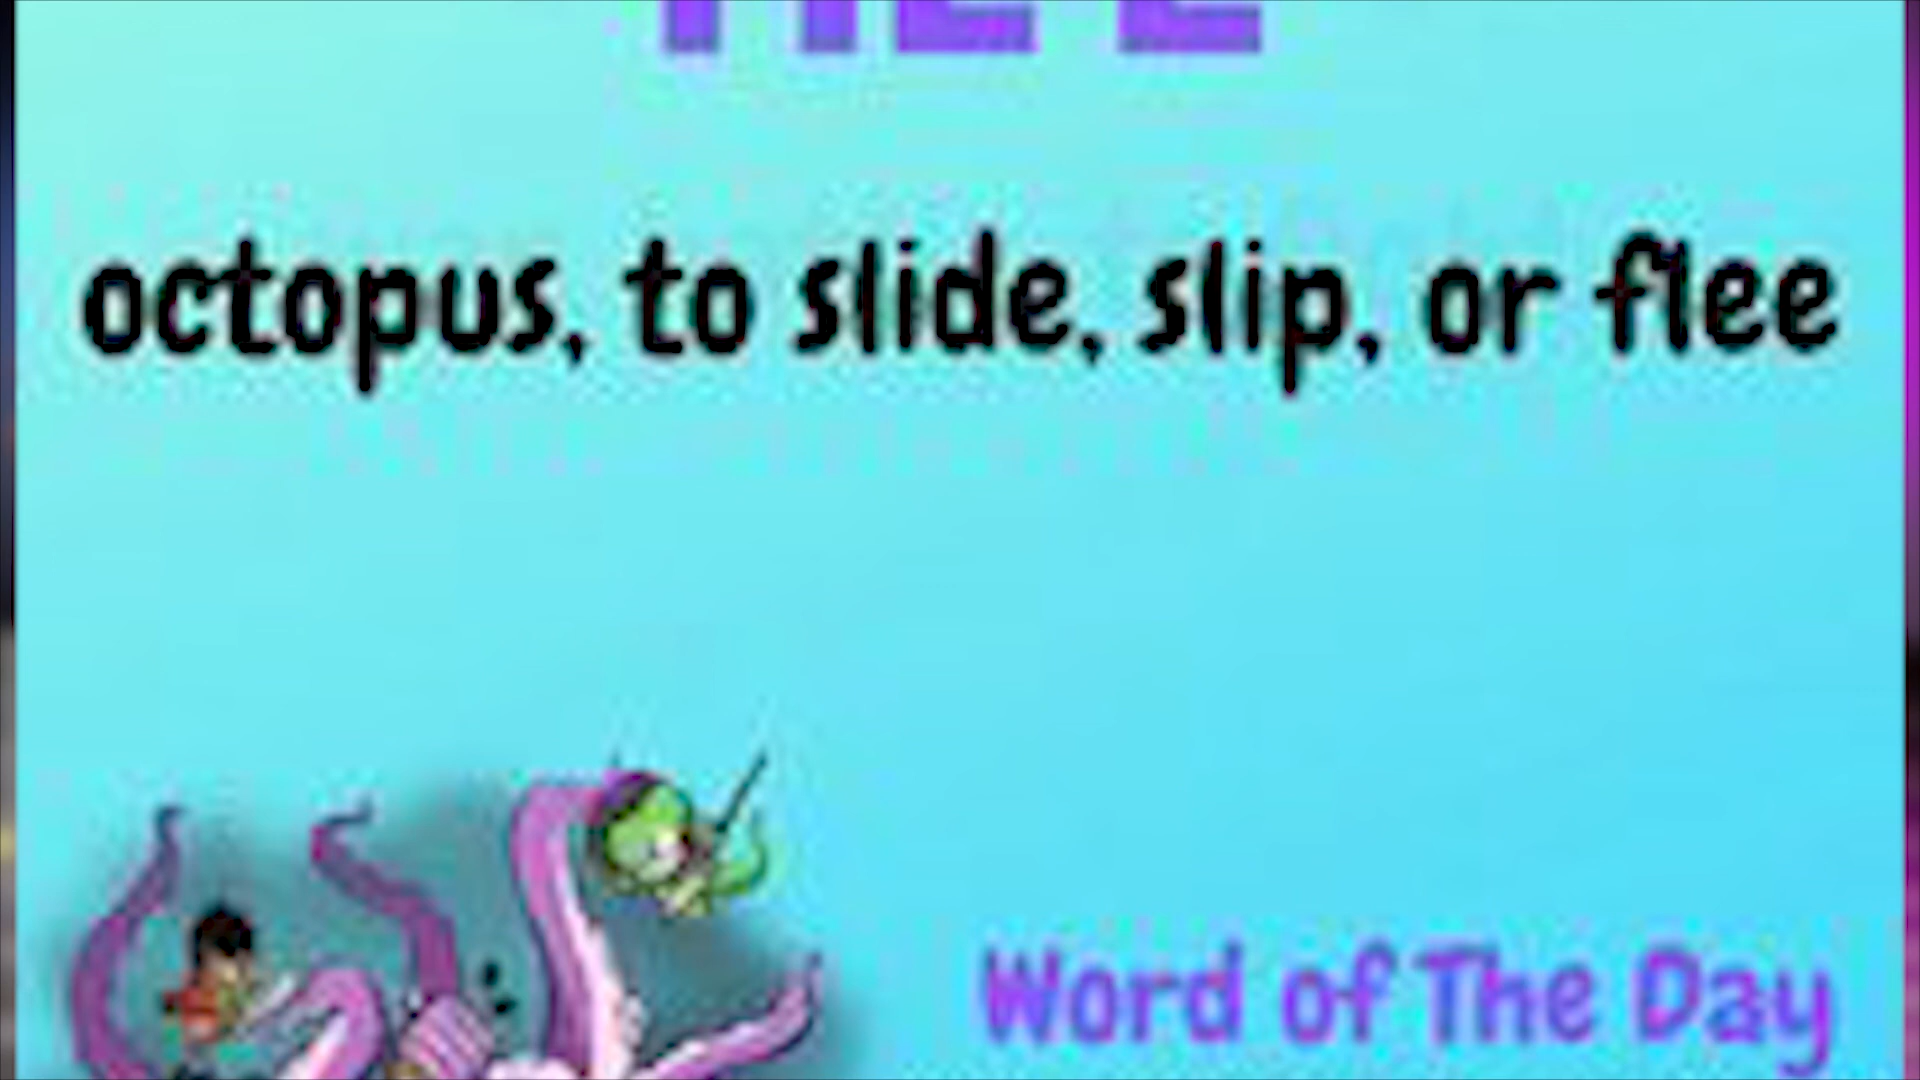 octopus, to slide, slip, or flee
Word of The Day